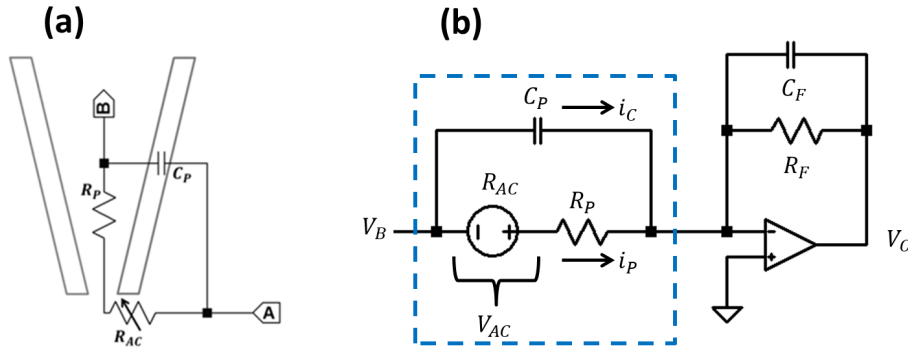 (a)
B
R_P
C_P
R_AC
A
(b)
C_P
i_C
R_AC
R_P
V_B
i_P
V_AC
C_F
R_F
V_O